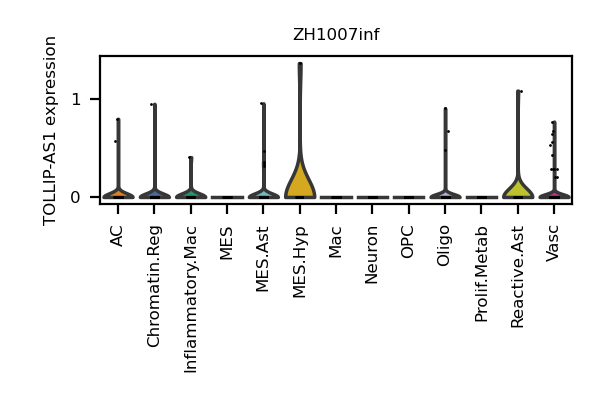 ZH1007inf
TOLLIP-AS1 expression
1
0
AC
Chromatin.Reg
Inflammatory.Mac
MES
MES.Ast
MES.Hyp
Mac
Neuron
OPC
Oligo
Prolif.Metab
Reactive.Ast
Vasc